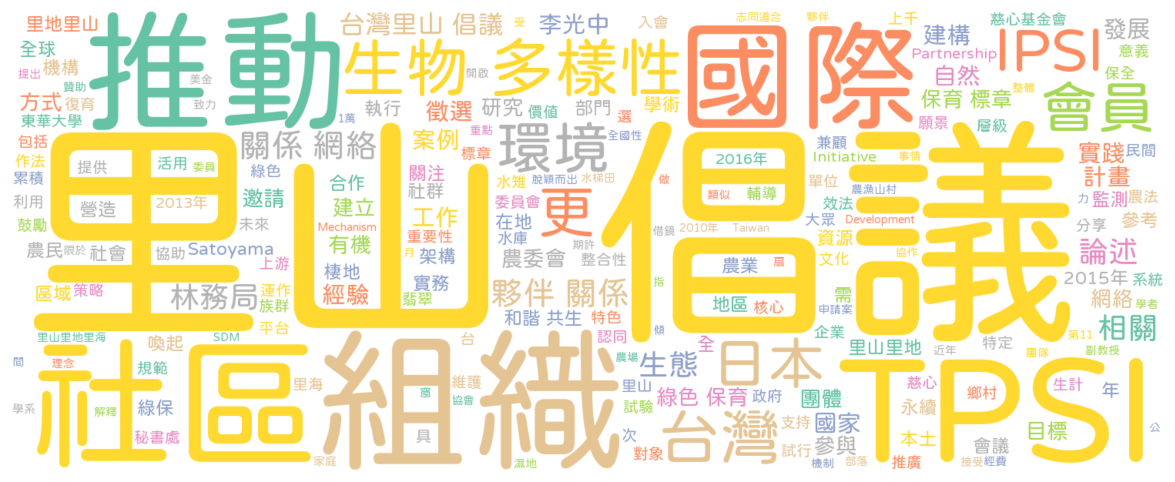 里地里山
台灣里山 倡議
李光中
入會
志同道合
夥伴
上千
慈心基金會
推動
生物 多樣性
國際
IPSI
全球
提出
機構
贊助
美金
開啟
受
建構
Partnership
自然
發展
意義
保全
會員
方式
復育
致力
東華大學
1萬
執行
徵選
研究
價值
部門
選
學術
保育 標章
整體
願景
層級
包括
作法
累積
利用
鼓勵
提供
活用
委員
綠色
關係 網絡
案例
重點
標章
環境
全國性
2016年
兼顧
Initiative
事情
實踐
民間
計畫
里山倡議
營造
2013年
邀請
未來
合作
建立
Mechanism
有機
關注
社群
工作
重要性
月
架構
實務
水雉
脫穎而出
水梯田
委員會
在地
水庫
更
做
類似
輔導
單位
農漁山村
效法
大眾
Development
力
監測
農法
分享
參考
農民
限於
社會
協助
Satoyama
上游
棲地
經驗
翡翠
農委會
期許
整合性
借鏡
2010年
Taiwan
農業
扇
資源
文化
協作
論述
2015年
系統
區域
策略
林務局
運作
族群
平台
夥伴 關係
和諧 共生
特色
指
地區
核心
申請案
需
企業
網絡
學者
相關
里山里地里海
SDM
喚起
台
認同
傾
全
里山里地
近年
特定
團隊
第11
副教授
間
理念
規範
社區
組織
里海
農場
生態
日本
TPSI
學系
解釋
綠保
秘書處
癒
維護
協會
具
里山
試驗
綠色 保育
政府
團體
慈心
永續
鄉村
生計
年
次
對象
台灣
支持
試行
機制
國家
參與
部落
本土
推廣
會議
接受
經費
目標
公
家庭
濕地